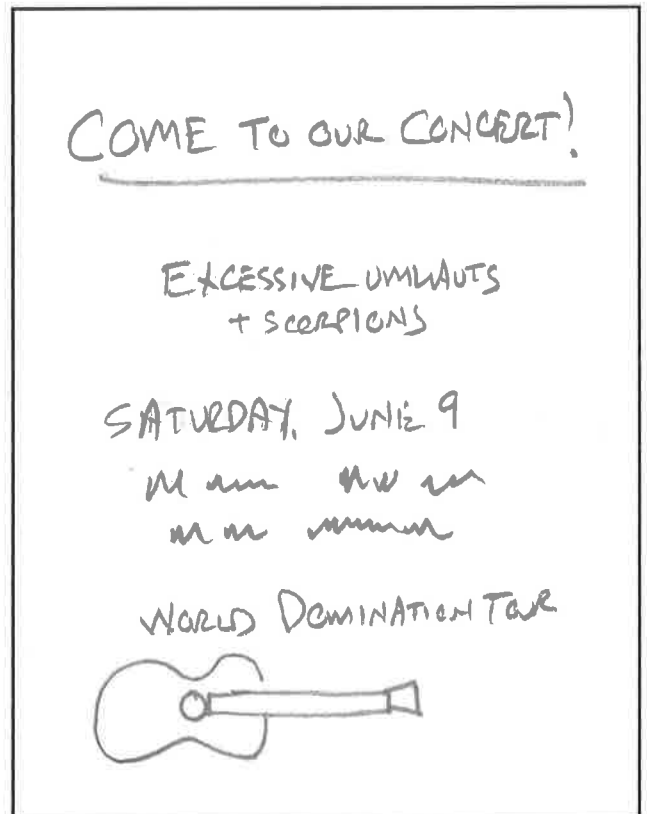 COME TO OUR CONCERT!
EXCESSIVE UMLAUTS
+ SCORPIONS
SATURDAY, JUNE 9
WORLD DOMINATION TOUR